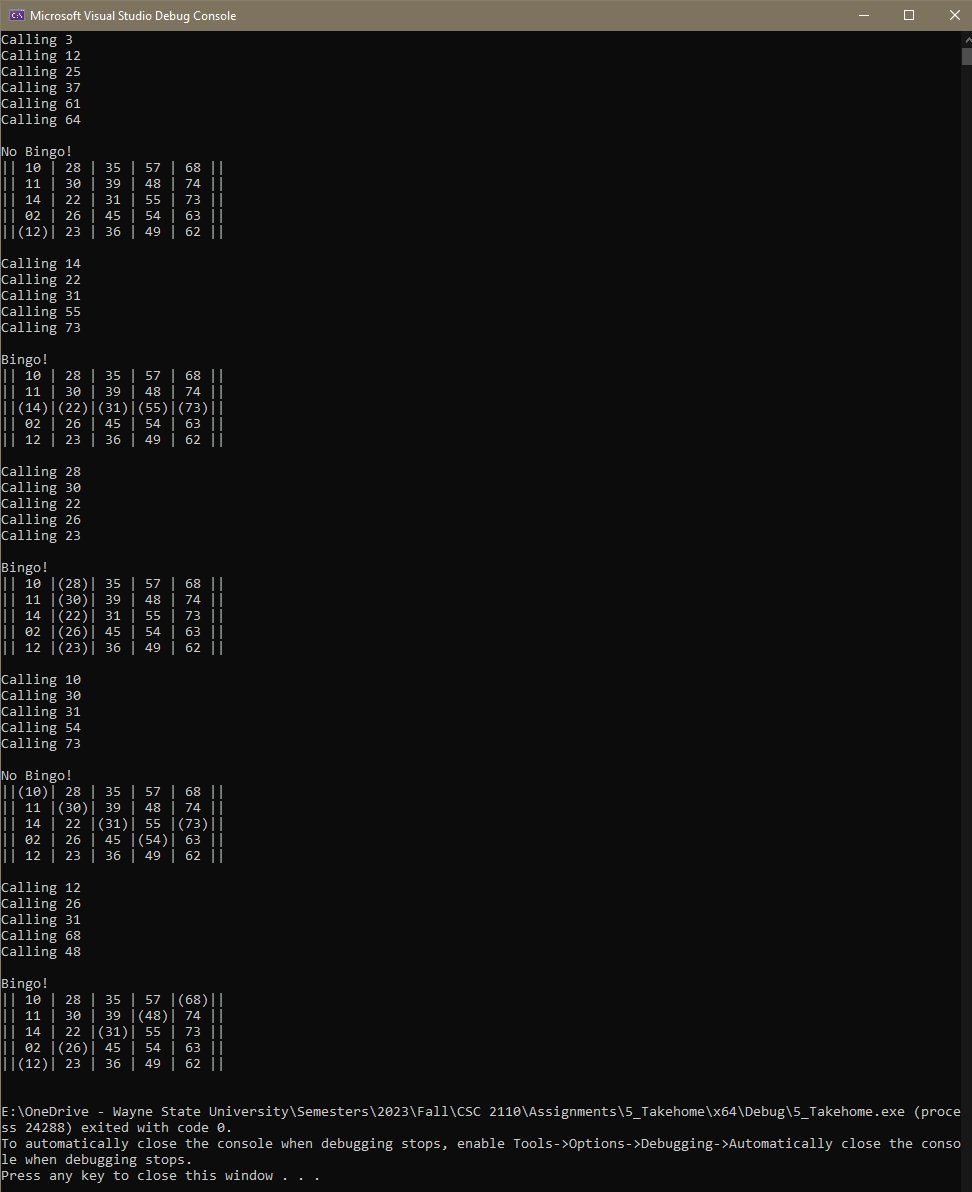 Microsoft Visual Studio Debug Console
Calling 3
Calling 12
Calling 25
Calling 37
Calling 61
Calling 64
No Bingo!
|| 10 | 28 | 35 | 57 | 68 ||
|| 11 | 30 | 39 | 48 | 74 ||
|| 14 | 22 | 31 | 55 | 73 ||
|| 02 | 26 | 45 | 54 | 63 ||
||(12)| 23 | 36 | 49 | 62 ||
Calling 14
Calling 22
Calling 31
Calling 55
Calling 73
Bingo!
|| 10 | 28 | 35 | 57 | 68 ||
|| 11 | 30 | 39 | 48 | 74 ||
||(14)|(22)|(31)|(55)|(73)||
|| 02 | 26 | 45 | 54 | 63 ||
|| 12 | 23 | 36 | 49 | 62 ||
Calling 28
Calling 30
Calling 22
Calling 26
Calling 23
Bingo!
|| 10 |(28)| 35 | 57 | 68 ||
|| 11 |(30)| 39 | 48 | 74 ||
|| 14 |(22)| 31 | 55 | 73 ||
|| 02 |(26)| 45 | 54 | 63 ||
|| 12 |(23)| 36 | 49 | 62 ||
Calling 10
Calling 30
Calling 31
Calling 54
Calling 73
No Bingo!
||(10)| 28 | 35 | 57 | 68 ||
|| 11 |(30)| 39 | 48 | 74 ||
|| 14 | 22 |(31)| 55 |(73)||
|| 02 | 26 | 45 |(54)| 63 ||
|| 12 | 23 | 36 | 49 | 62 ||
Calling 12
Calling 26
Calling 31
Calling 68
Calling 48
Bingo!
|| 10 | 28 | 35 | 57 |(68)||
|| 11 | 30 | 39 |(48)| 74 ||
|| 14 | 22 |(31)| 55 | 73 ||
|| 02 |(26)| 45 | 54 | 63 ||
||(12)| 23 | 36 | 49 | 62 ||
E:\OneDrive - Wayne State University\Semesters\2023\Fall\CSC 2110\Assignments\5_Takehome\x64\Debug\5_Takehome.exe (proce
ss 24288) exited with code 0.
To automatically close the console when debugging stops, enable Tools->Options->Debugging->Automatically close the conso
le when debugging stops.
Press any key to close this window . . .